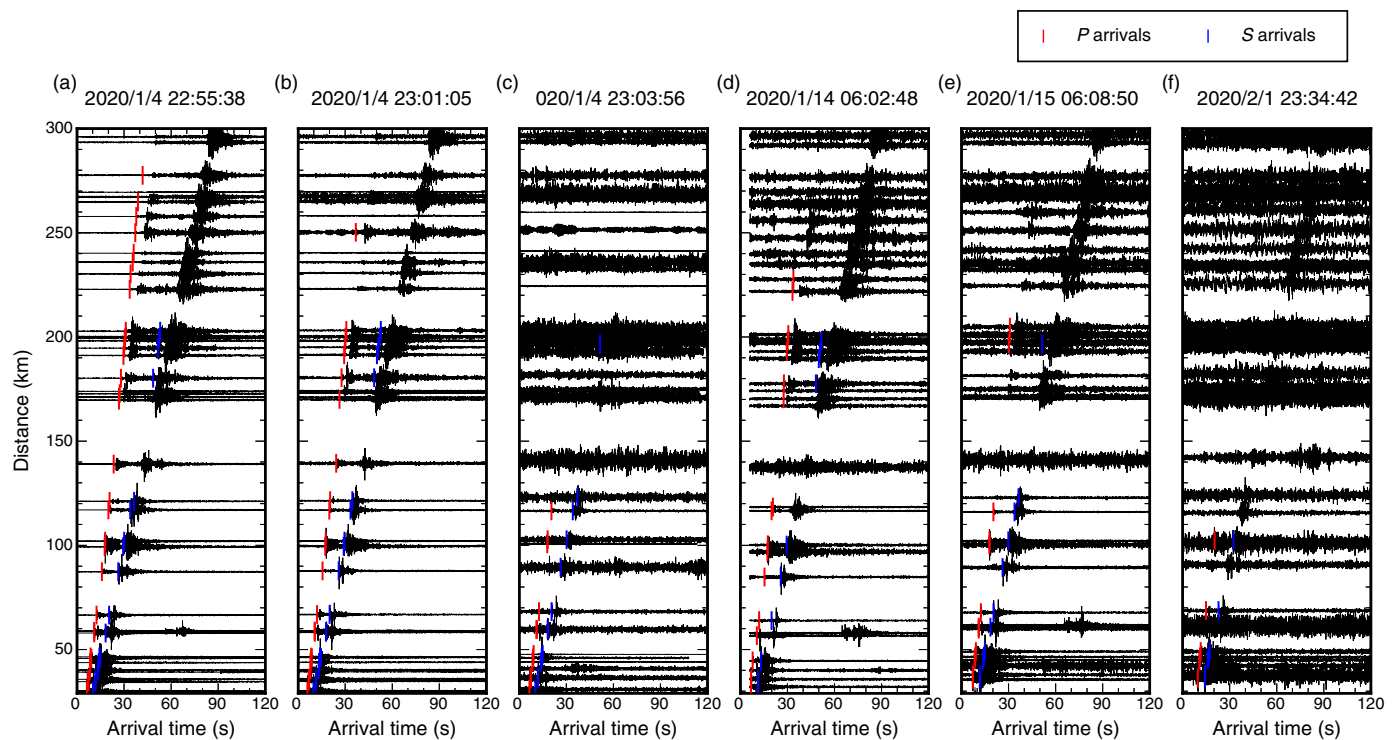 P arrivals S arrivals
(a) (b) (c) (d) (e) (f)
2020/1/4 22:55:38 2020/1/4 23:01:05 020/1/4 23:03:56 2020/1/14 06:02:48 2020/1/15 06:08:50 2020/2/1 23:34:42
300
250
200
150
100
50
Distance (km)
0 30 60 90 120 0 30 60 90 120 0 30 60 90 120 0 30 60 90 120 0 30 60 90 120 0 30 60 90 120
Arrival time (s) Arrival time (s) Arrival time (s) Arrival time (s) Arrival time (s) Arrival time (s)